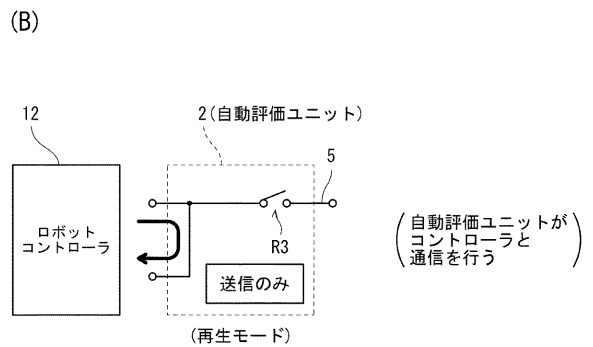 (B)
12
2(自動評価ユニット)
5
ロボット
コントローラ
R3
送信のみ
(再生モード)
(自動評価ユニットが
コントローラと
通信を行う)